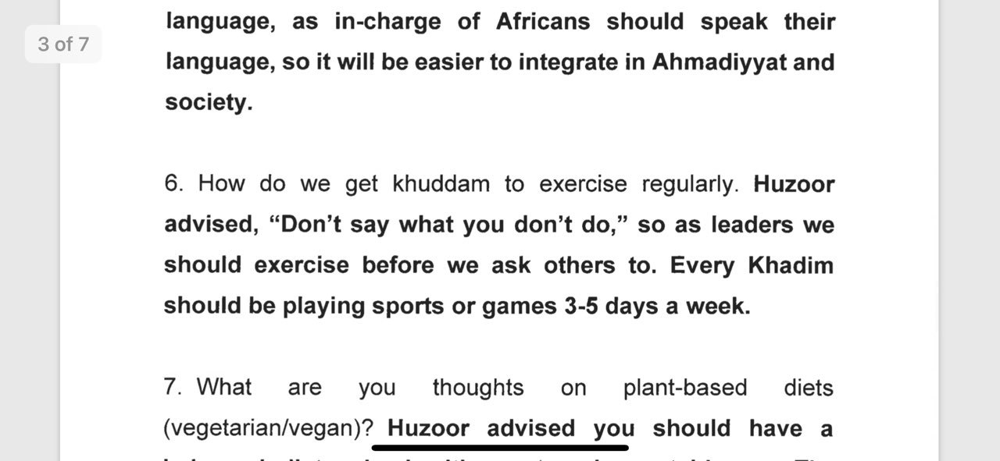 language, as in-charge of Africans should speak their
3 of 7
language, so it will be easier to integrate in Ahmadiyyat and
society.
6. How do we get khuddam to exercise regularly. Huzoor
advised, “Don’t say what you don’t do,” so as leaders we
should exercise before we ask others to. Every Khadim
should be playing sports or games 3-5 days a week.
7. What are you thoughts on plant-based diets
(vegetarian/vegan)? Huzoor advised you should have a